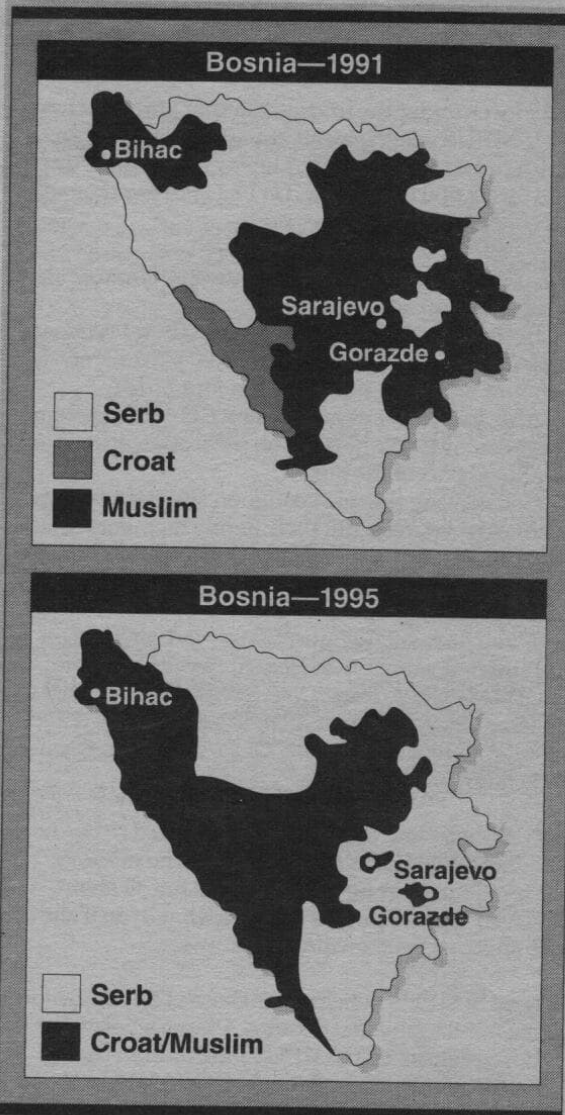 Bosnia—1991
Bihac
Sarajevo
Gorazde
Serb
Croat
Muslim
Bosnia—1995
Bihac
Sarajevo
Gorazde
Serb
Croat/Muslim